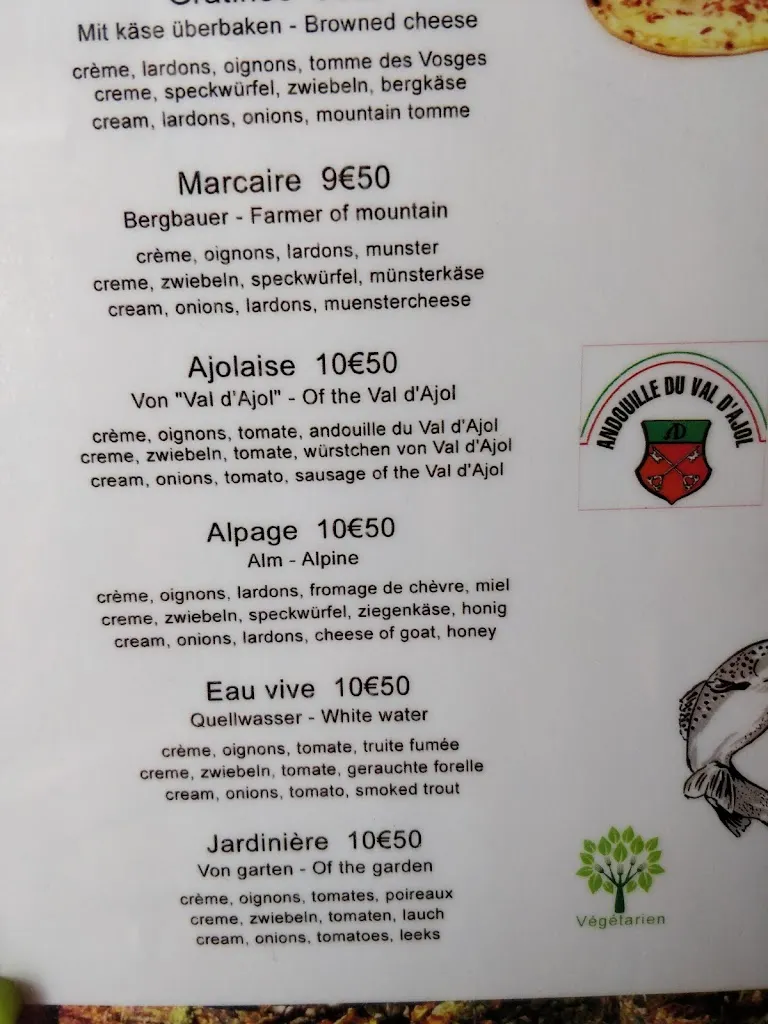 Mit käse überbaken - Browned cheese
crème, lardons, oignons, tomme des Vosges
creme, speckwürfel, zwiebeln, bergkäse
cream, lardons, onions, mountain tomme
Marcaire 9€50
Bergbauer - Farmer of mountain
crème, oignons, lardons, munster
creme, zwiebeln, speckwürfel, münsterkäse
cream, onions, lardons, muenstercheese
Ajolaise 10€50
Von "Val d'Ajol" - Of the Val d'Ajol
crème, oignons, tomate, andouille du Val d'Ajol
creme, zwiebeln, tomate, würstchen von Val d'Ajol
cream, onions, tomato, sausage of the Val d'Ajol
ANDOUILLE DU VAL D'AJOL
Alpage 10€50
Alm - Alpine
crème, oignons, lardons, fromage de chèvre, miel
creme, zwiebeln, speckwürfel, ziegenkäse, honig
cream, onions, lardons, cheese of goat, honey
Eau vive 10€50
Quellwasser - White water
crème, oignons, tomate, truite fumée
creme, zwiebeln, tomate, gerauchte forelle
cream, onions, tomato, smoked trout
Jardinière 10€50
Von garten - Of the garden
crème, oignons, tomates, poireaux
creme, zwiebeln, tomaten, lauch
cream, onions, tomatoes, leeks
Végétarien